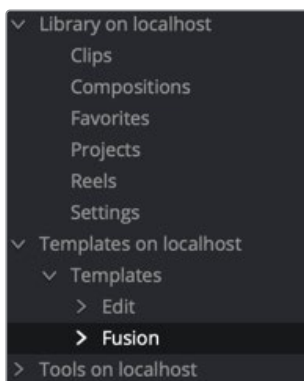 Library on localhost
Clips
Compositions
Favorites
Projects
Reels
Settings
Templates on localhost
Templates
Edit
Fusion
Tools on localhost